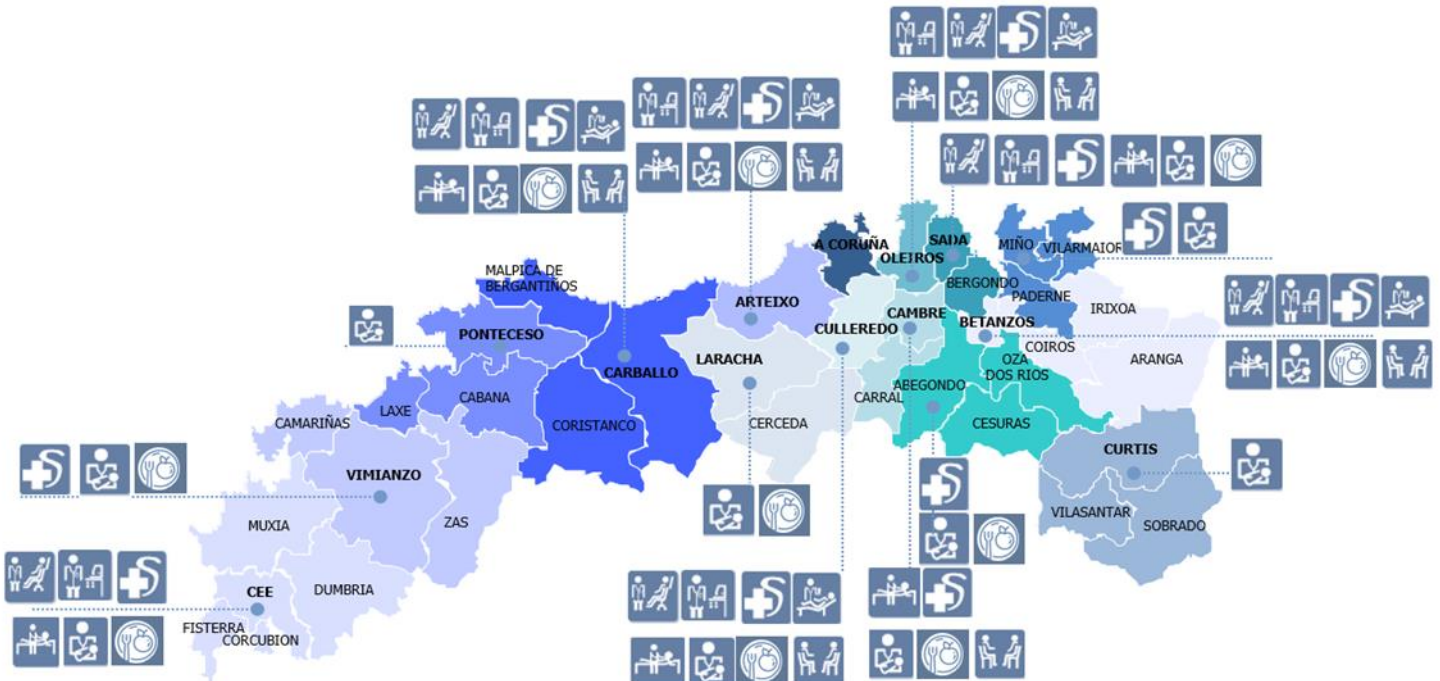 A CORUÑA
SADA
OLEIROS
MIÑO
VILARMAIOR
BERGONDO
PADERNE
IRIXOA
MALPICA DE
BERGANTIÑOS
ARTEIXO
CAMBRE
BETANZOS
CULLEREDO
PONTECESO
COIROS
ARANGA
LARACHA
OZA
DOS RIOS
CARBALLO
ABEGONDO
CABANA
LAXE
CARRAL
CAMARIÑAS
CORISTANCO
CERCEDA
CESURAS
CURTIS
VIMIANZO
VILASANTAR
MUXIA
ZAS
SOBRADO
DUMBRIA
CEE
FISTERRA
CORCUBION